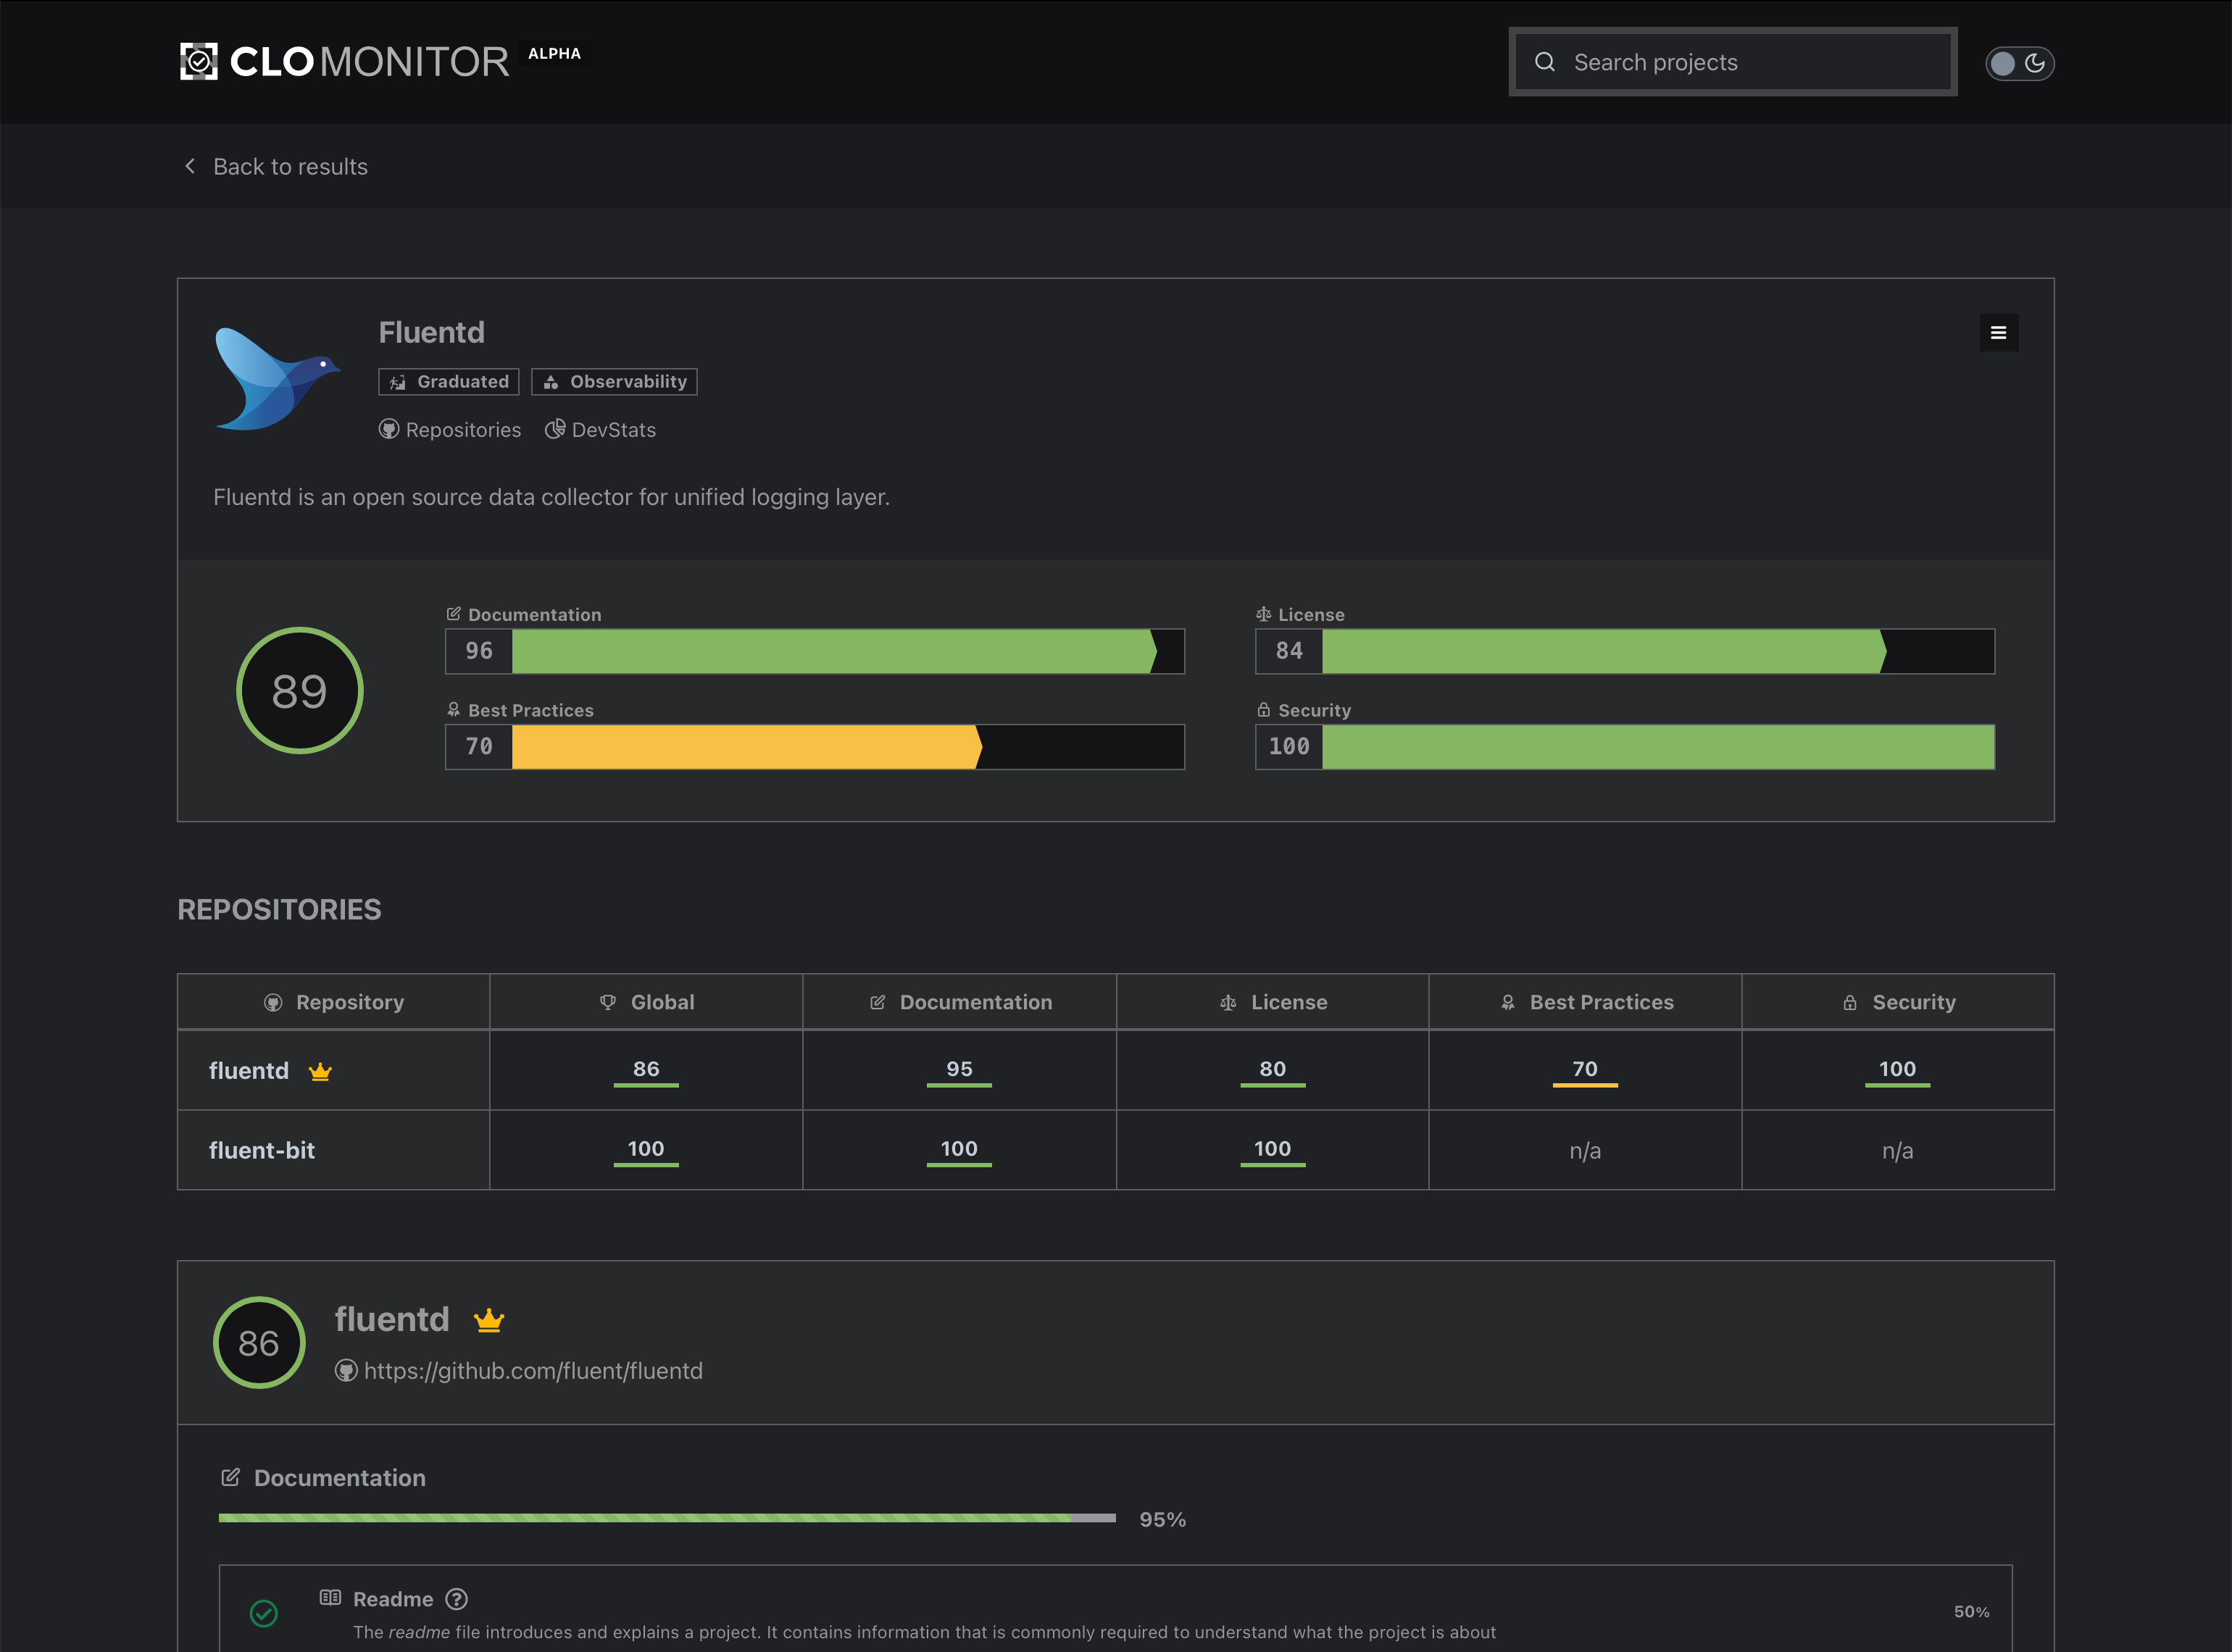 CLOMONITOR ALPHA
Search projects
Back to results
Fluentd
Graduated Observability
Repositories DevStats
Fluentd is an open source data collector for unified logging layer.
89
Documentation
96
License
84
Best Practices
70
Security
100
REPOSITORIES
Repository Global Documentation License Best Practices Security
fluentd 86 95 80 70 100
fluent-bit 100 100 100 n/a n/a
86
fluentd
https://github.com/fluent/fluentd
Documentation
95%
Readme
50%
The readme file introduces and explains a project. It contains information that is commonly required to understand what the project is about